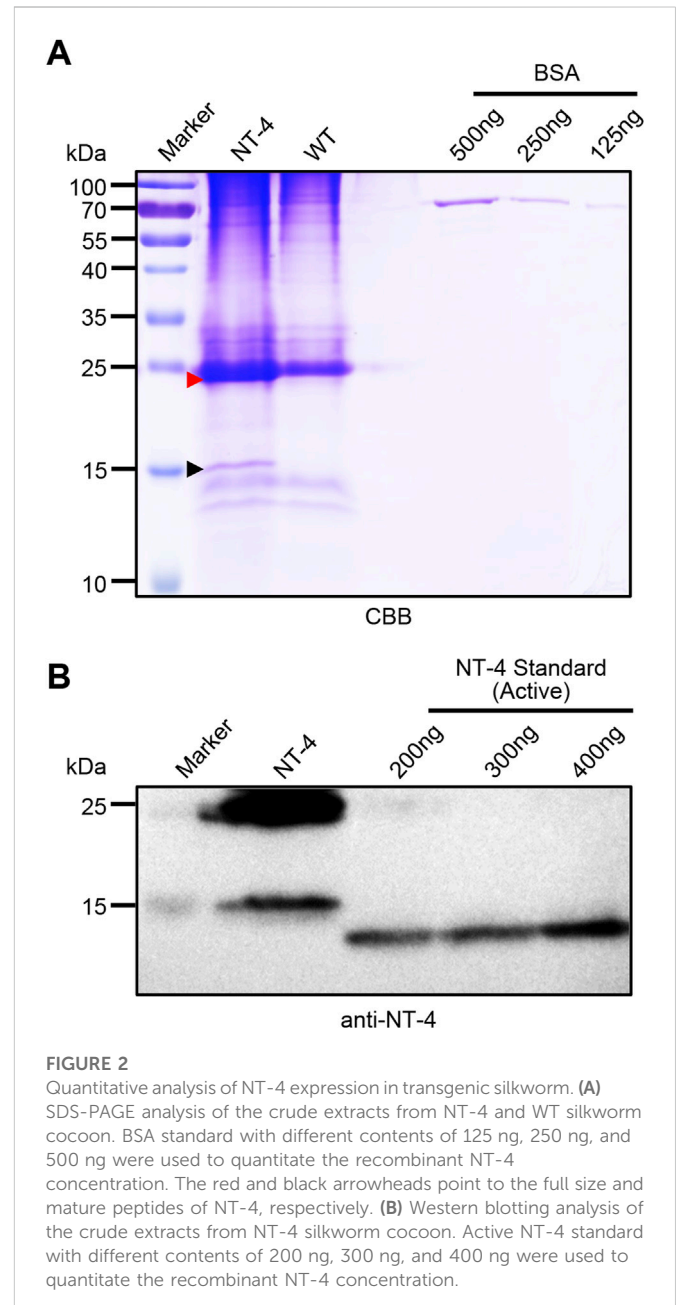 A
BSA
Marker
NT-4
WT
500ng
250ng
125ng
kDa
100
70
55
40
35
25
15
10
CBB
B
NT-4 Standard
(Active)
Marker
NT-4
200ng
300ng
400ng
kDa
25
15
anti-NT-4
FIGURE 2
Quantitative analysis of NT-4 expression in transgenic silkworm. (A)
SDS-PAGE analysis of the crude extracts from NT-4 and WT silkworm
cocoon. BSA standard with different contents of 125 ng, 250 ng, and
500 ng were used to quantitate the recombinant NT-4
concentration. The red and black arrowheads point to the full size and
mature peptides of NT-4, respectively. (B) Western blotting analysis of
the crude extracts from NT-4 silkworm cocoon. Active NT-4 standard
with different contents of 200 ng, 300 ng, and 400 ng were used to
quantitate the recombinant NT-4 concentration.